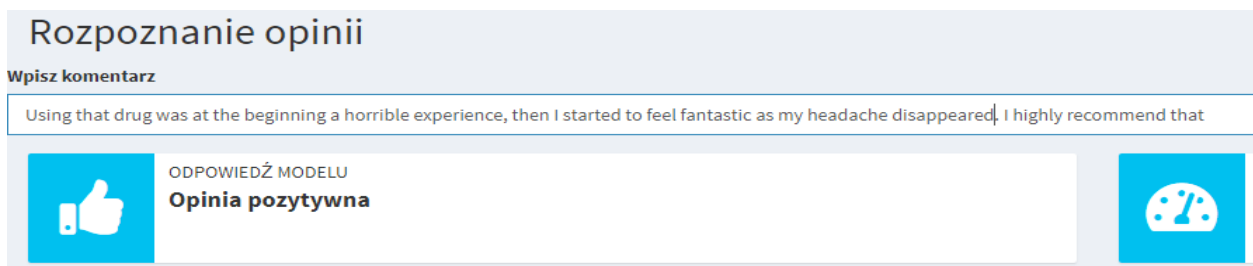 Rozpoznanie opinii
Wpisz komentarz
Using that drug was at the beginning a horrible experience, then I started to feel fantastic as my headache disappeared. I highly recommend that
ODPOWIEDŹ MODELU
Opinia pozytywna